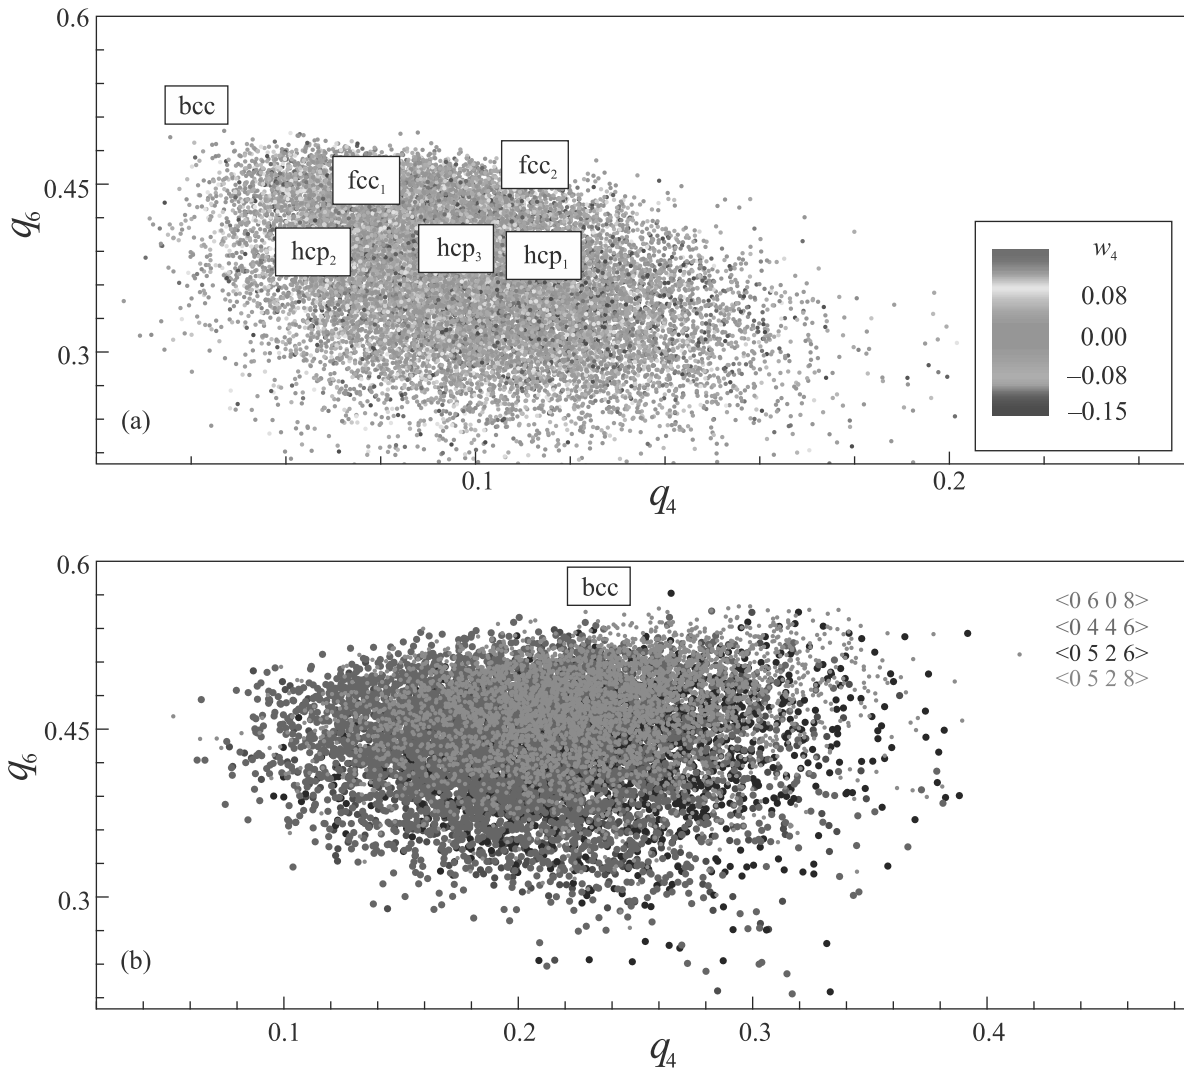 0.6
bcc
fcc₁
fcc₂
0.45
q₆
hcp₂
hcp₃
hcp₁
w₄
0.08
0.00
–0.08
–0.15
0.3
(a)
0.1
0.2
q₄
0.6
bcc
<0 6 0 8>
<0 4 4 6>
<0 5 2 6>
<0 5 2 8>
0.45
q₆
0.3
(b)
0.1
0.2
0.3
0.4
q₄